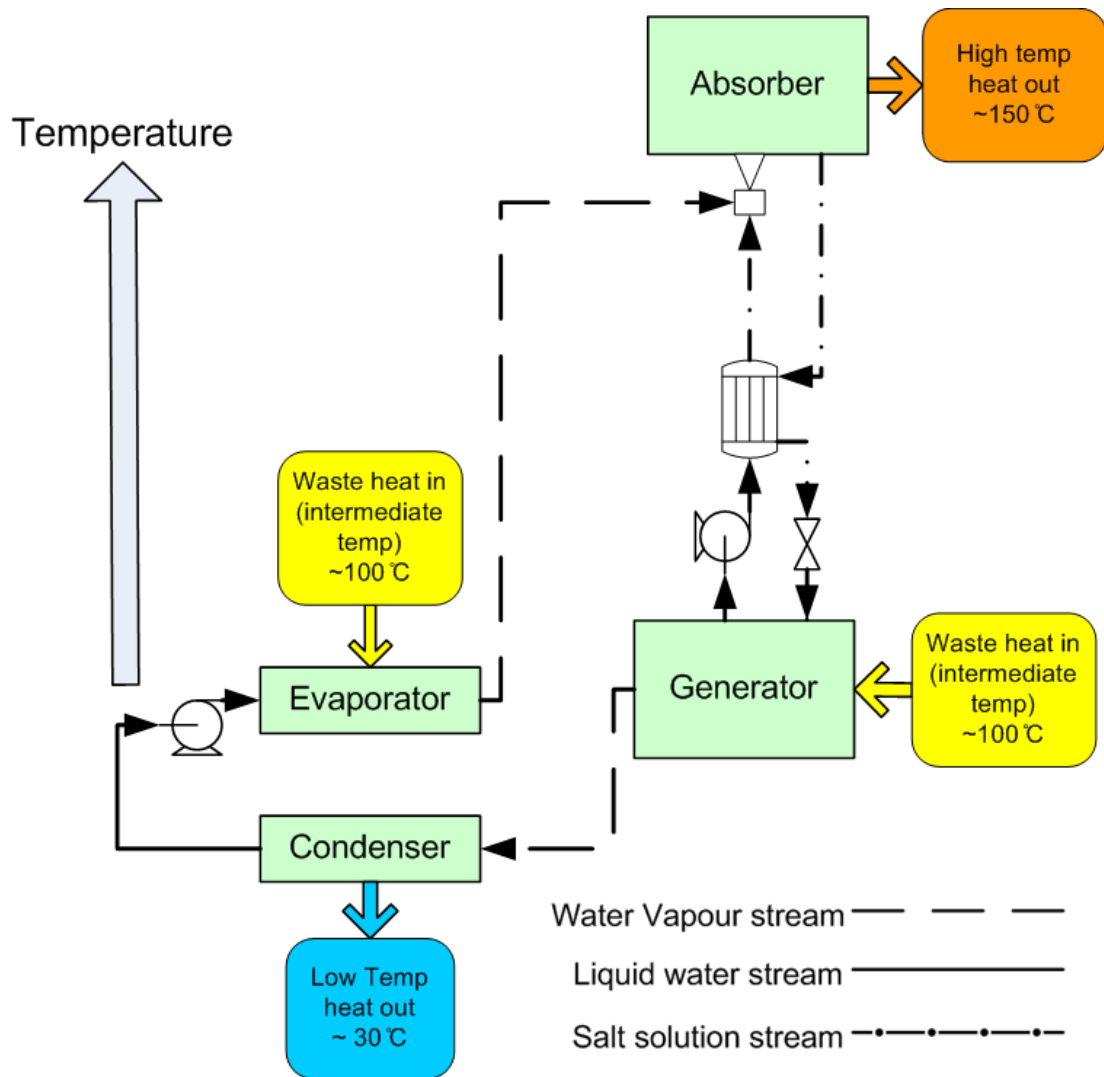 Temperature
Absorber
High temp
heat out
~150℃
Waste heat in
(intermediate
temp)
~100℃
Evaporator
Generator
Waste heat in
(intermediate
temp)
~100℃
Condenser
Low Temp
heat out
~ 30℃
Water Vapour stream
Liquid water stream
Salt solution stream